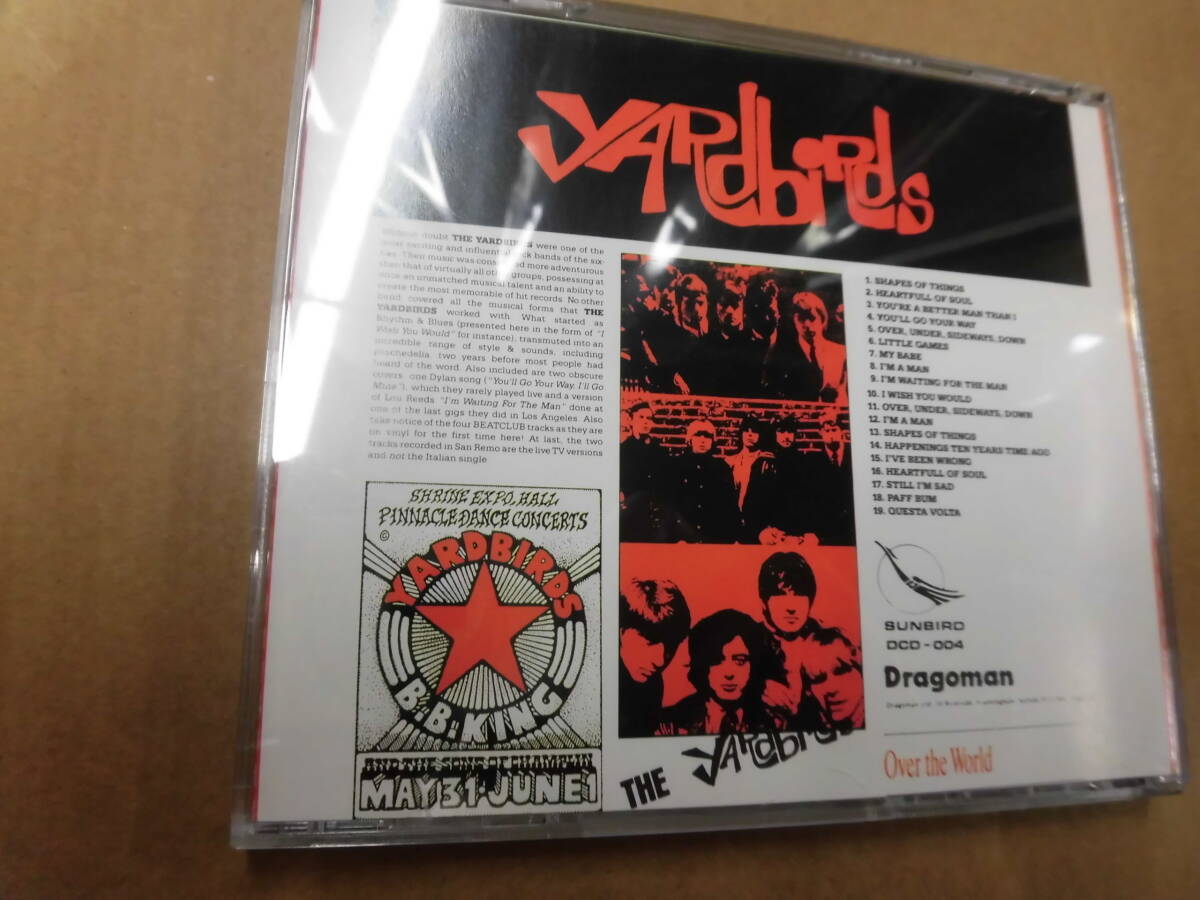 YARdbiRds
Without doubt THE YARDBIRDS were one of the
most exciting and influential rock bands of the six-
ties. Their music was considered more adventurous
then that of virtually all other groups, possessing at
once an unmatched musical talent and an ability to
create the most memorable of hit records. No other
band covered all the musical forms that THE
YARDBIRDS worked with What started as
Rhythm & Blues (presented here in the form of "I
Wish You Would" for instance), transmuted into an
incredible range of style & sounds, including
psychedelia two years before most people had
heard of the word. Also included are two obscure
covers one Dylan song ("You'll Go Your Way, I'll Go
Mine"), which they rarely played live and a version
of Lou Reeds "I'm Waiting For The Man" done at
one of the last gigs they did in Los Angeles. Also
take notice of the four BEATCLUB tracks as they are
on vinyl for the first time here! At last, the two
tracks recorded in San Remo are the live TV versions
and not the Italian single
SHRINE EXPO. HALL
PINNACLE DANCE CONCERTS
©
YARDBIRDS
B.B. KING
AND THE SONS OF CHAMPLIN
MAY 31-JUNE 1
THE YARdbiRds
1. SHAPES OF THINGS
2. HEARTFULL OF SOUL
3. YOU'RE A BETTER MAN THAN I
4. YOU'LL GO YOUR WAY
5. OVER, UNDER, SIDEWAYS, DOWN
6. LITTLE GAMES
7. MY BABE
8. I'M A MAN
9. I'M WAITING FOR THE MAN
10. I WISH YOU WOULD
11. OVER, UNDER, SIDEWAYS, DOWN
12. I'M A MAN
13. SHAPES OF THINGS
14. HAPPENINGS TEN YEARS TIME AGO
15. I'VE BEEN WRONG
16. HEARTFULL OF SOUL
17. STILL I'M SAD
18. PAFF BUM
19. QUESTA VOLTA
SUNBIRD
DCD-004
Dragoman
Over the World